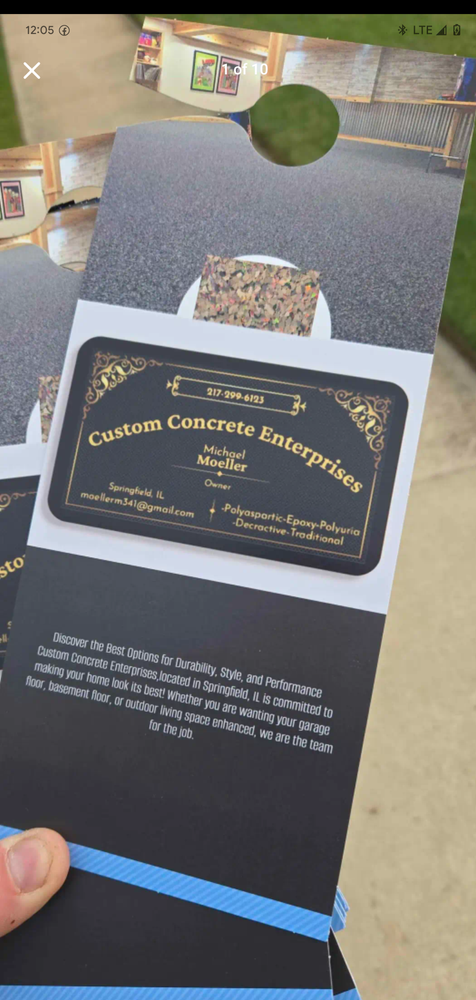 12:05
LTE
1 of 10
217-299-6123
Custom Concrete Enterprises
Michael
Moeller
Owner
Springfield, IL
moellerm341@gmail.com
-Polyaspartic-Epoxy-Polyuria
-Decractive-Traditional
Discover the Best Options for Durability, Style, and Performance
Custom Concrete Enterprises,located in Springfield, IL is committed to
making your home look its best! Whether you are wanting your garage
floor, basement floor, or outdoor living space enhanced, we are the team
for the job.